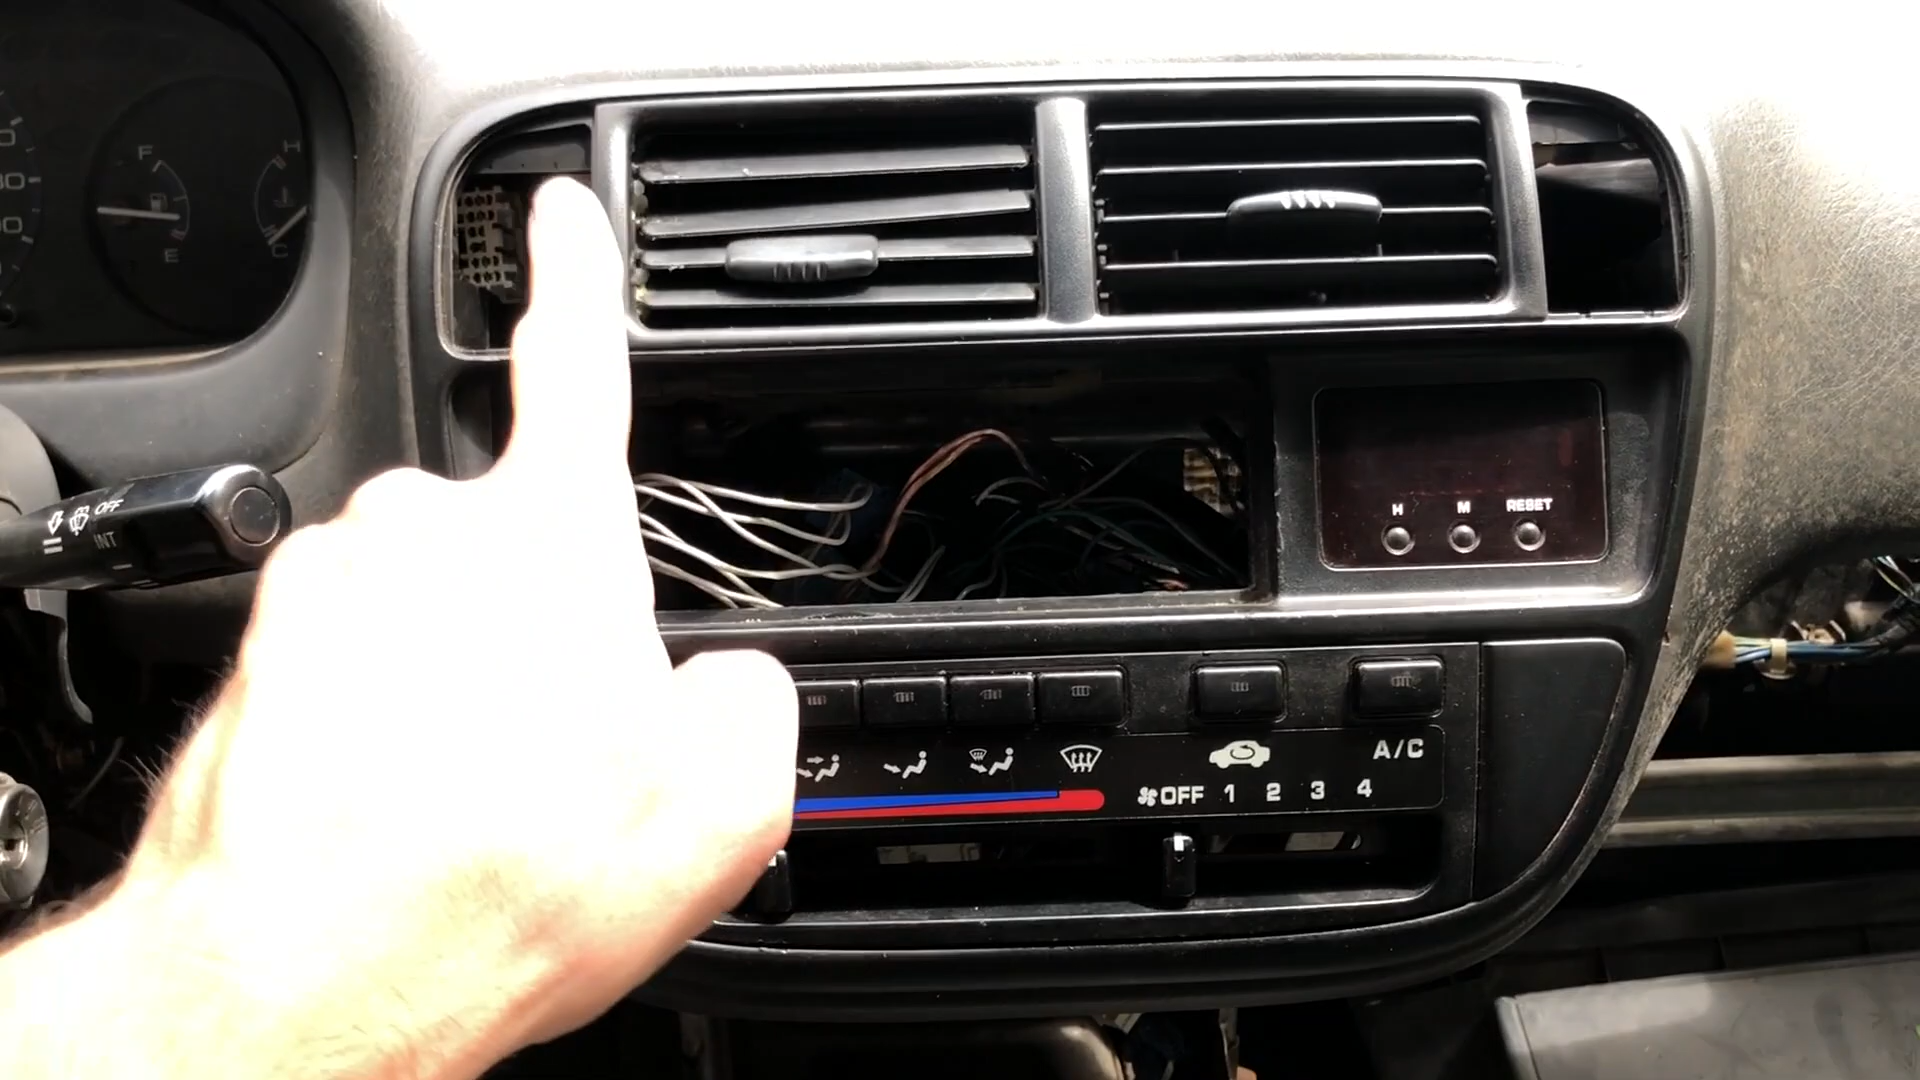 F
H
E
C
OFF
INT
H M RESET
A/C
OFF 1 2 3 4